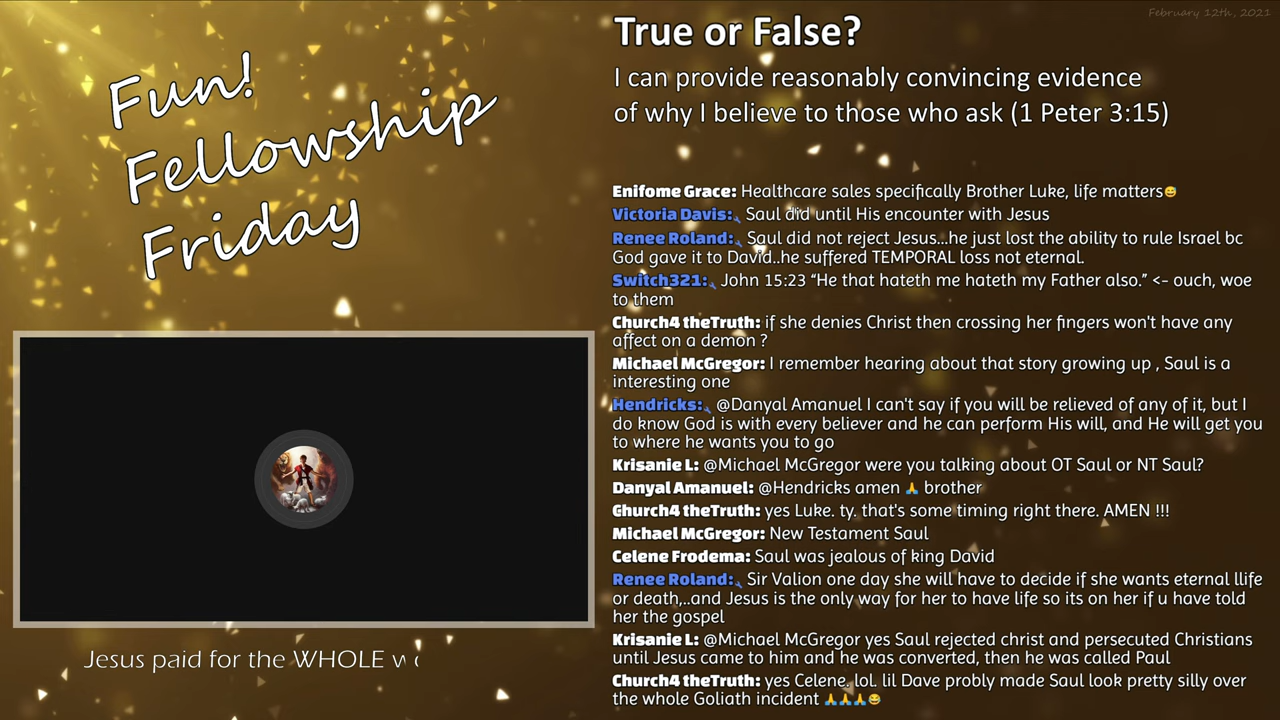 February 12th, 2021
Fun!
Fellowship
Friday
True or False?
I can provide reasonably convincing evidence
of why I believe to those who ask (1 Peter 3:15)
Enifome Grace: Healthcare sales specifically Brother Luke, life matters😅
Victoria Davis: Saul did until His encounter with Jesus
Renee Roland: Saul did not reject Jesus...he just lost the ability to rule Israel bc
God gave it to David..he suffered TEMPORAL loss not eternal.
Switch321: John 15:23 “He that hateth me hateth my Father also.” <- ouch, woe
to them
Church4 theTruth: if she denies Christ then crossing her fingers won't have any
affect on a demon ?
Michael McGregor: I remember hearing about that story growing up , Saul is a
interesting one
Hendricks: @Danyal Amanuel I can't say if you will be relieved of any of it, but I
do know God is with every believer and he can perform His will, and He will get you
to where he wants you to go
Krisanie L: @Michael McGregor were you talking about OT Saul or NT Saul?
Danyal Amanuel: @Hendricks amen 🙏 brother
Church4 theTruth: yes Luke. ty. that's some timing right there. AMEN !!!
Michael McGregor: New Testament Saul
Celene Frodema: Saul was jealous of king David
Renee Roland: Sir Valion one day she will have to decide if she wants eternal llife
or death,..and Jesus is the only way for her to have life so its on her if u have told
her the gospel
Krisanie L: @Michael McGregor yes Saul rejected christ and persecuted Christians
until Jesus came to him and he was converted, then he was called Paul
Church4 theTruth: yes Celene. lol. lil Dave probly made Saul look pretty silly over
the whole Goliath incident 🙏🙏🙏😂
Jesus paid for the WHOLE